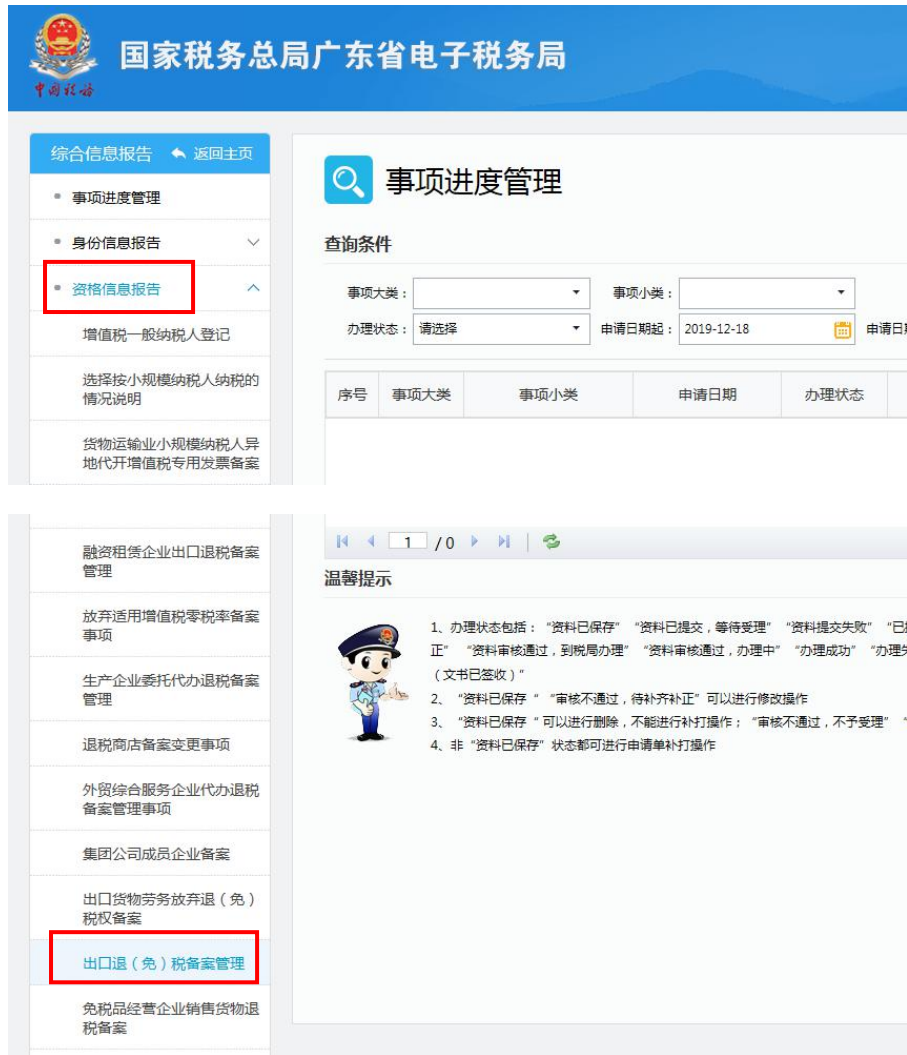 国家税务总局广东省电子税务局
中国税务
综合信息报告 返回主页
事项进度管理
身份信息报告
资格信息报告
增值税一般纳税人登记
选择按小规模纳税人纳税的
情况说明
货物运输业小规模纳税人异
地代开增值税专用发票备案
事项进度管理
查询条件
事项大类： 事项小类：
办理状态： 请选择 申请日期起： 2019-12-18 申请日期
序号 事项大类 事项小类 申请日期 办理状态
融资租赁企业出口退税备案
管理
放弃适用增值税零税率备案
事项
生产企业委托代办退税备案
管理
退税商店备案变更事项
外贸综合服务企业代办退税
备案管理事项
集团公司成员企业备案
出口货物劳务放弃退（免）
税权备案
出口退（免）税备案管理
免税品经营企业销售货物退
税备案
1 / 0
温馨提示
1、办理状态包括：“资料已保存” “资料已提交，等待受理” “资料提交失败” “已
正” “资料审核通过，到税局办理” “资料审核通过，办理中” “办理成功” “办理失
（文书已签收）”
2、“资料已保存 “ “审核不通过，待补齐补正” 可以进行修改操作
3、“资料已保存 “ 可以进行删除，不能进行补打操作； “审核不通过，不予受理” “
4、非 “资料已保存” 状态都可进行申请单补打操作